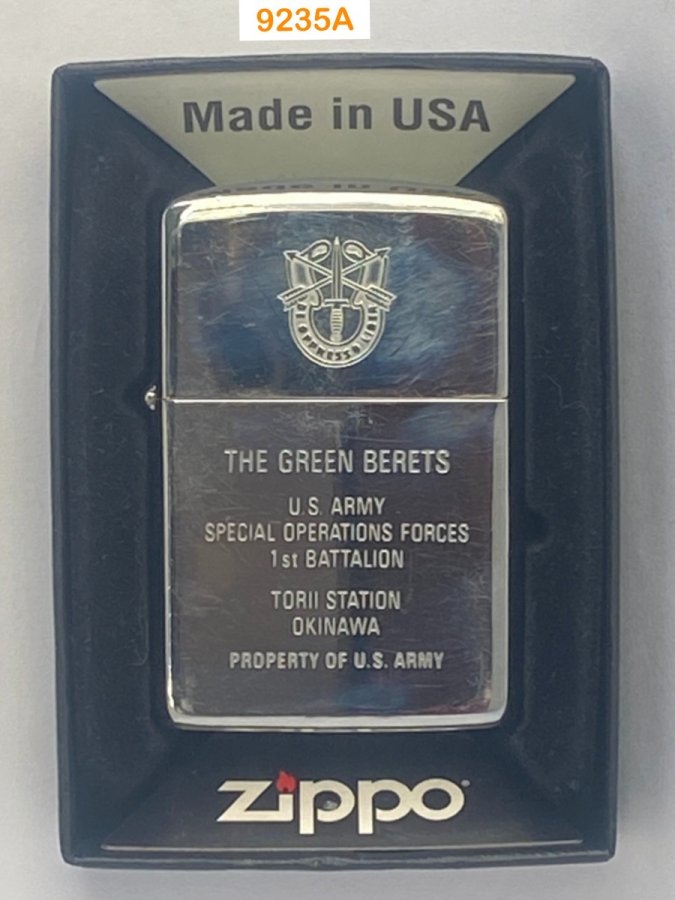 9235A
Made in USA
DE OPPRESSO LIBER
THE GREEN BERETS
U.S. ARMY
SPECIAL OPERATIONS FORCES
1st BATTALION
TORII STATION
OKINAWA
PROPERTY OF U.S. ARMY
zippo